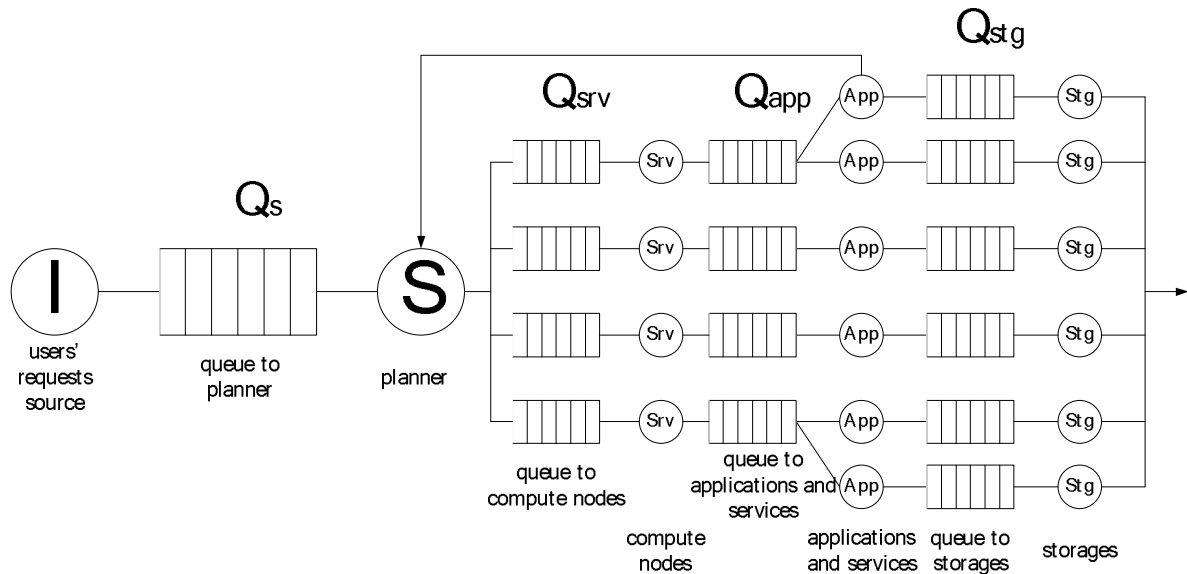 Qstg
Qsrv
Qapp
App
Stg
Srv
App
Stg
Qs
Srv
App
Stg
I
S
Srv
App
Stg
users'
requests
source
queue to
planner
planner
Srv
App
Stg
queue to
compute nodes
queue to
applications and
services
App
Stg
compute
nodes
applications
and services
queue to
storages
storages